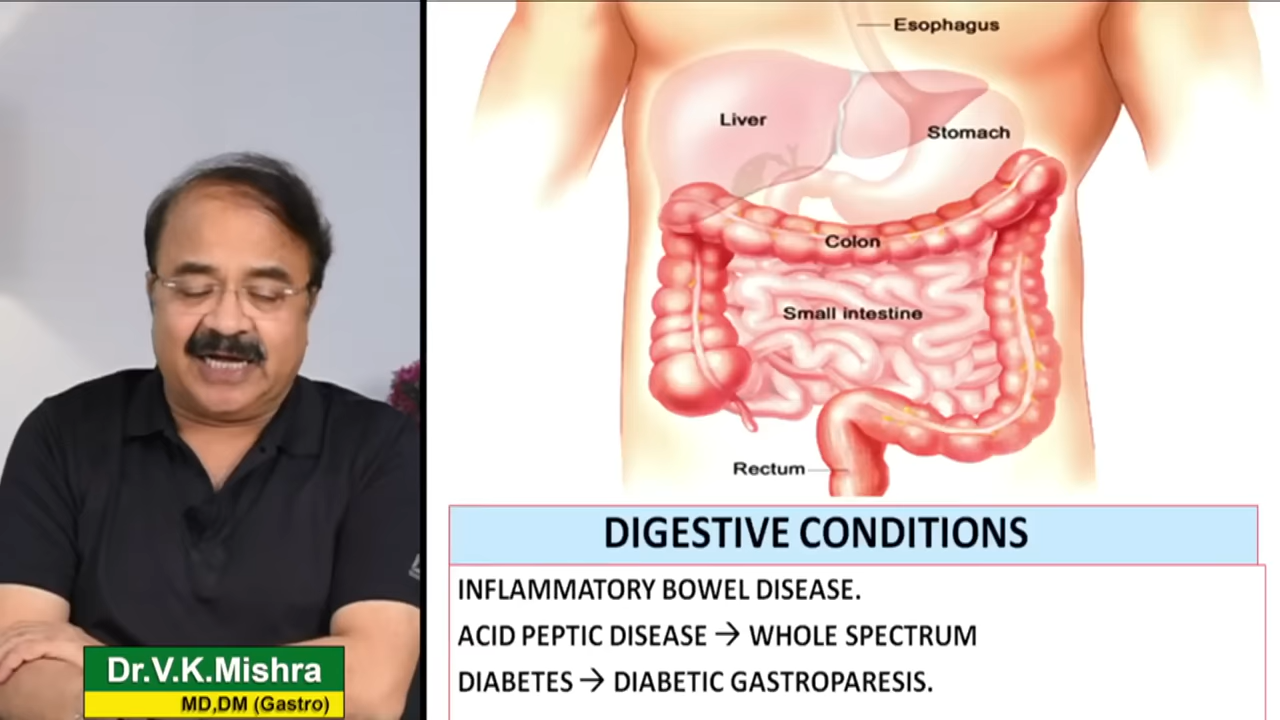 Esophagus
Liver
Stomach
Colon
Small intestine
Rectum
DIGESTIVE CONDITIONS
INFLAMMATORY BOWEL DISEASE.
ACID PEPTIC DISEASE → WHOLE SPECTRUM
DIABETES → DIABETIC GASTROPARESIS.
Dr.V.K.Mishra
MD,DM (Gastro)